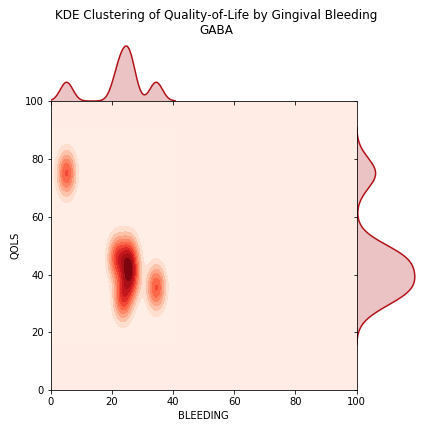 KDE Clustering of Quality-of-Life by Gingival Bleeding
GABA
100
80
60
40
20
0
QOLS
0 20 40 60 80 100
BLEEDING